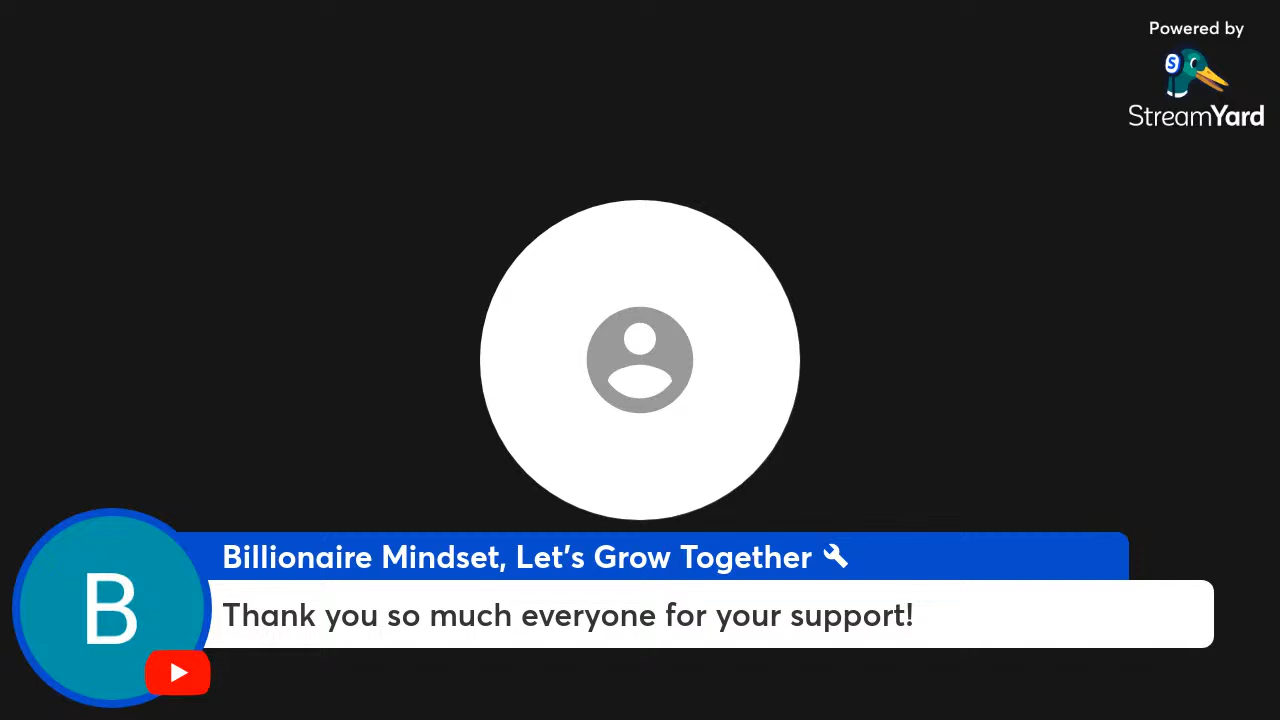 Powered by
S
StreamYard
Billionaire Mindset, Let's Grow Together
B
Thank you so much everyone for your support!